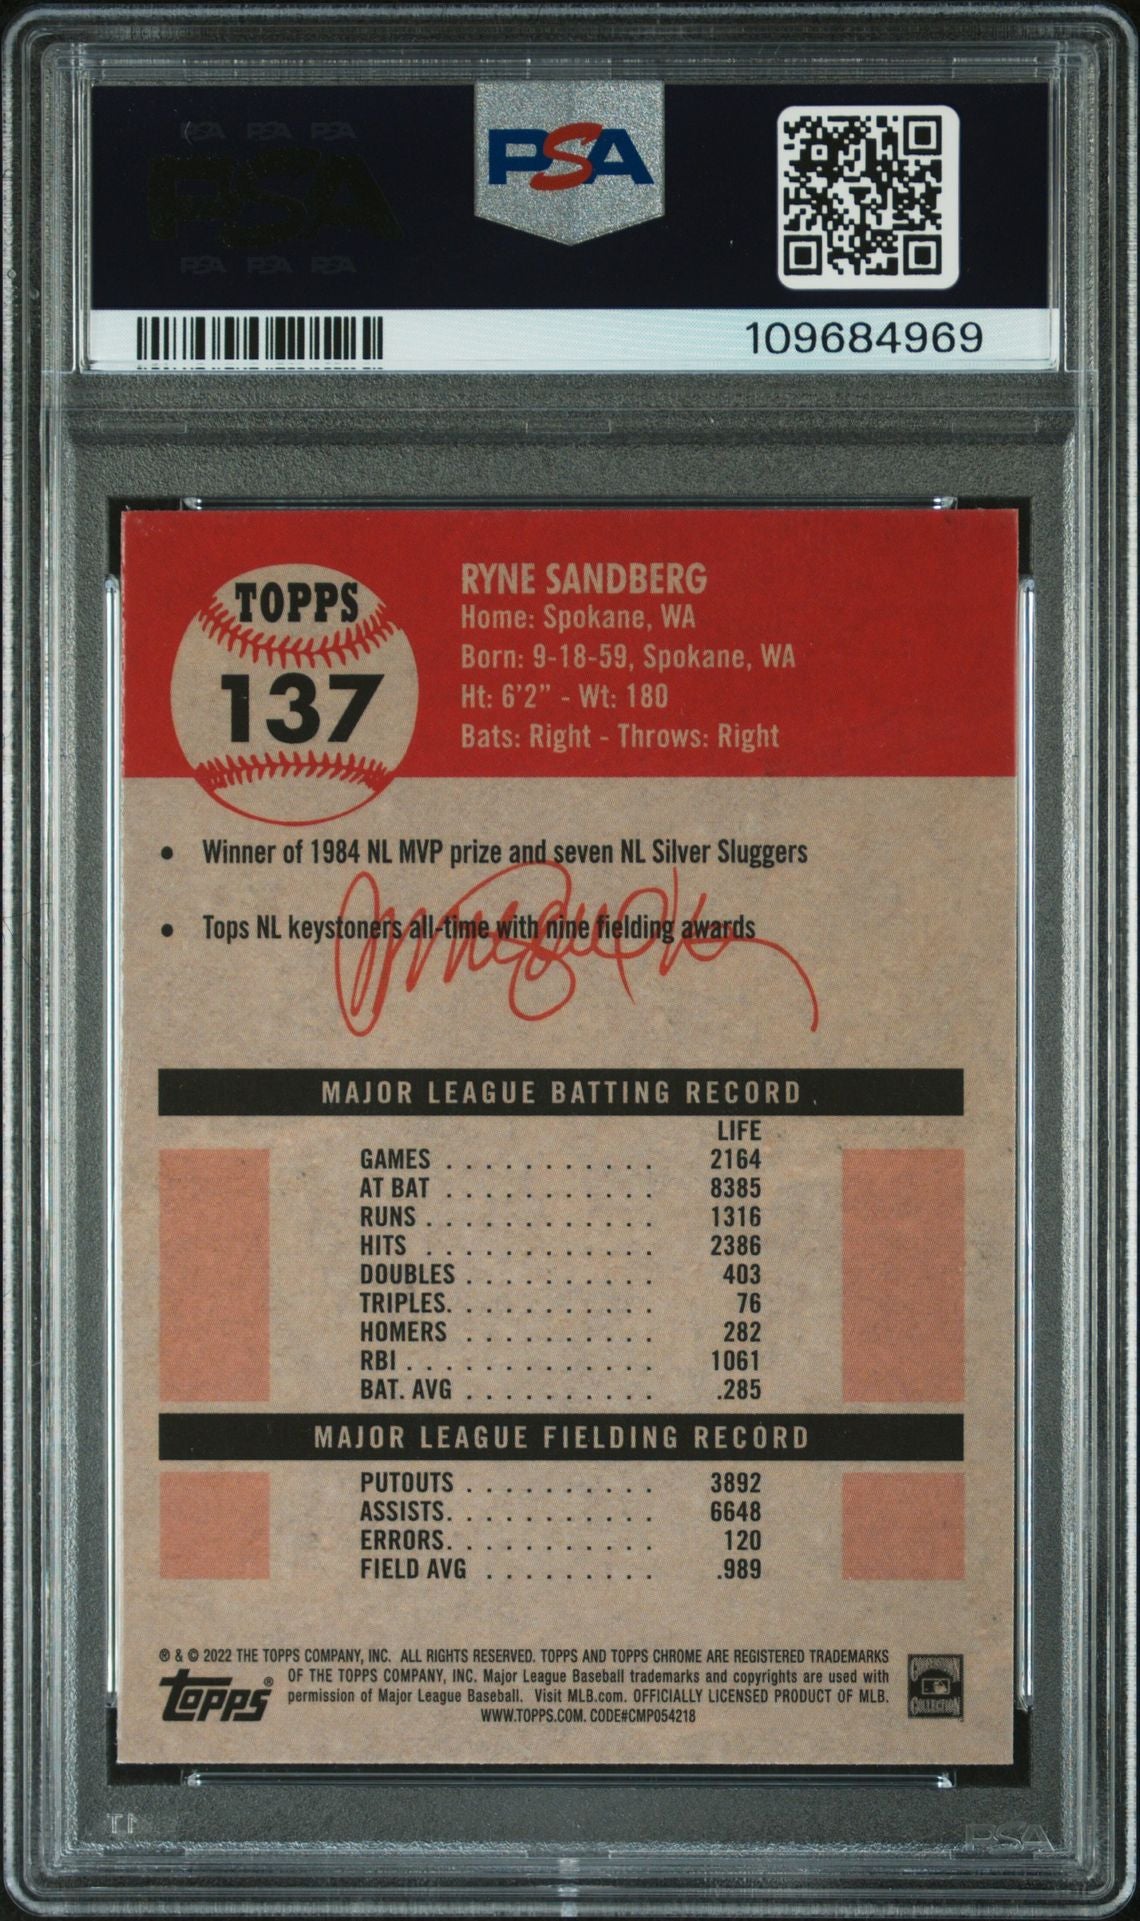 PSA PSA PSA
PSA
PSA PSA PSA
PSA
109684969
TOPPS
137
RYNE SANDBERG
Home: Spokane, WA
Born: 9-18-59, Spokane, WA
Ht: 6'2" - Wt: 180
Bats: Right - Throws: Right
• Winner of 1984 NL MVP prize and seven NL Silver Sluggers
• Tops NL keystoners all-time with nine fielding awards
MAJOR LEAGUE BATTING RECORD
LIFE
GAMES . . . . . . . . . . . 2164
AT BAT . . . . . . . . . . . 8385
RUNS . . . . . . . . . . . . 1316
HITS . . . . . . . . . . . . 2386
DOUBLES . . . . . . . . . . 403
TRIPLES. . . . . . . . . . . 76
HOMERS . . . . . . . . . . 282
RBI . . . . . . . . . . . . . 1061
BAT. AVG . . . . . . . . . . .285
MAJOR LEAGUE FIELDING RECORD
PUTOUTS . . . . . . . . . . 3892
ASSISTS. . . . . . . . . . . 6648
ERRORS. . . . . . . . . . . 120
FIELD AVG . . . . . . . . . .989
® & © 2022 THE TOPPS COMPANY, INC. ALL RIGHTS RESERVED. TOPPS AND TOPPS CHROME ARE REGISTERED TRADEMARKS
OF THE TOPPS COMPANY, INC. Major League Baseball trademarks and copyrights are used with
permission of Major League Baseball. Visit MLB.com. OFFICIALLY LICENSED PRODUCT OF MLB.
WWW.TOPPS.COM. CODE#CMP054218
Topps®
COOPERSTOWN
COLLECTION
PSA